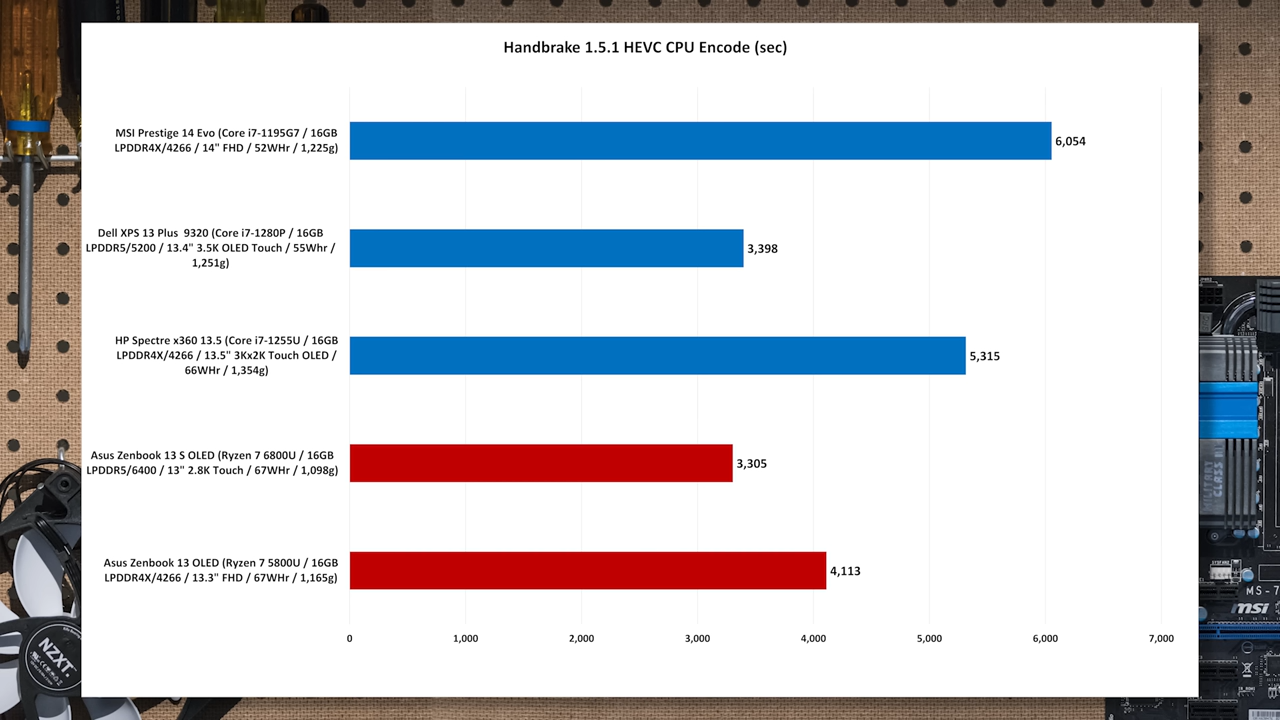 Handbrake 1.5.1 HEVC CPU Encode (sec)
MSI Prestige 14 Evo (Core i7-1195G7 / 16GB
LPDDR4X/4266 / 14" FHD / 52WHr / 1,225g)
6,054
Dell XPS 13 Plus  9320 (Core i7-1280P / 16GB
LPDDR5/5200 / 13.4" 3.5K OLED Touch / 55Whr /
1,251g)
3,398
HP Spectre x360 13.5 (Core i7-1255U / 16GB
LPDDR4X/4266 / 13.5" 3Kx2K Touch OLED /
66WHr / 1,354g)
5,315
Asus Zenbook 13 S OLED (Ryzen 7 6800U / 16GB
LPDDR5/6400 / 13" 2.8K Touch / 67WHr / 1,098g)
3,305
Asus Zenbook 13 OLED (Ryzen 7 5800U / 16GB
LPDDR4X/4266 / 13.3" FHD / 67WHr / 1,165g)
4,113
0 1,000 2,000 3,000 4,000 5,000 6,000 7,000
NZXT
MILITARY
CLASS III
MS-7
msi